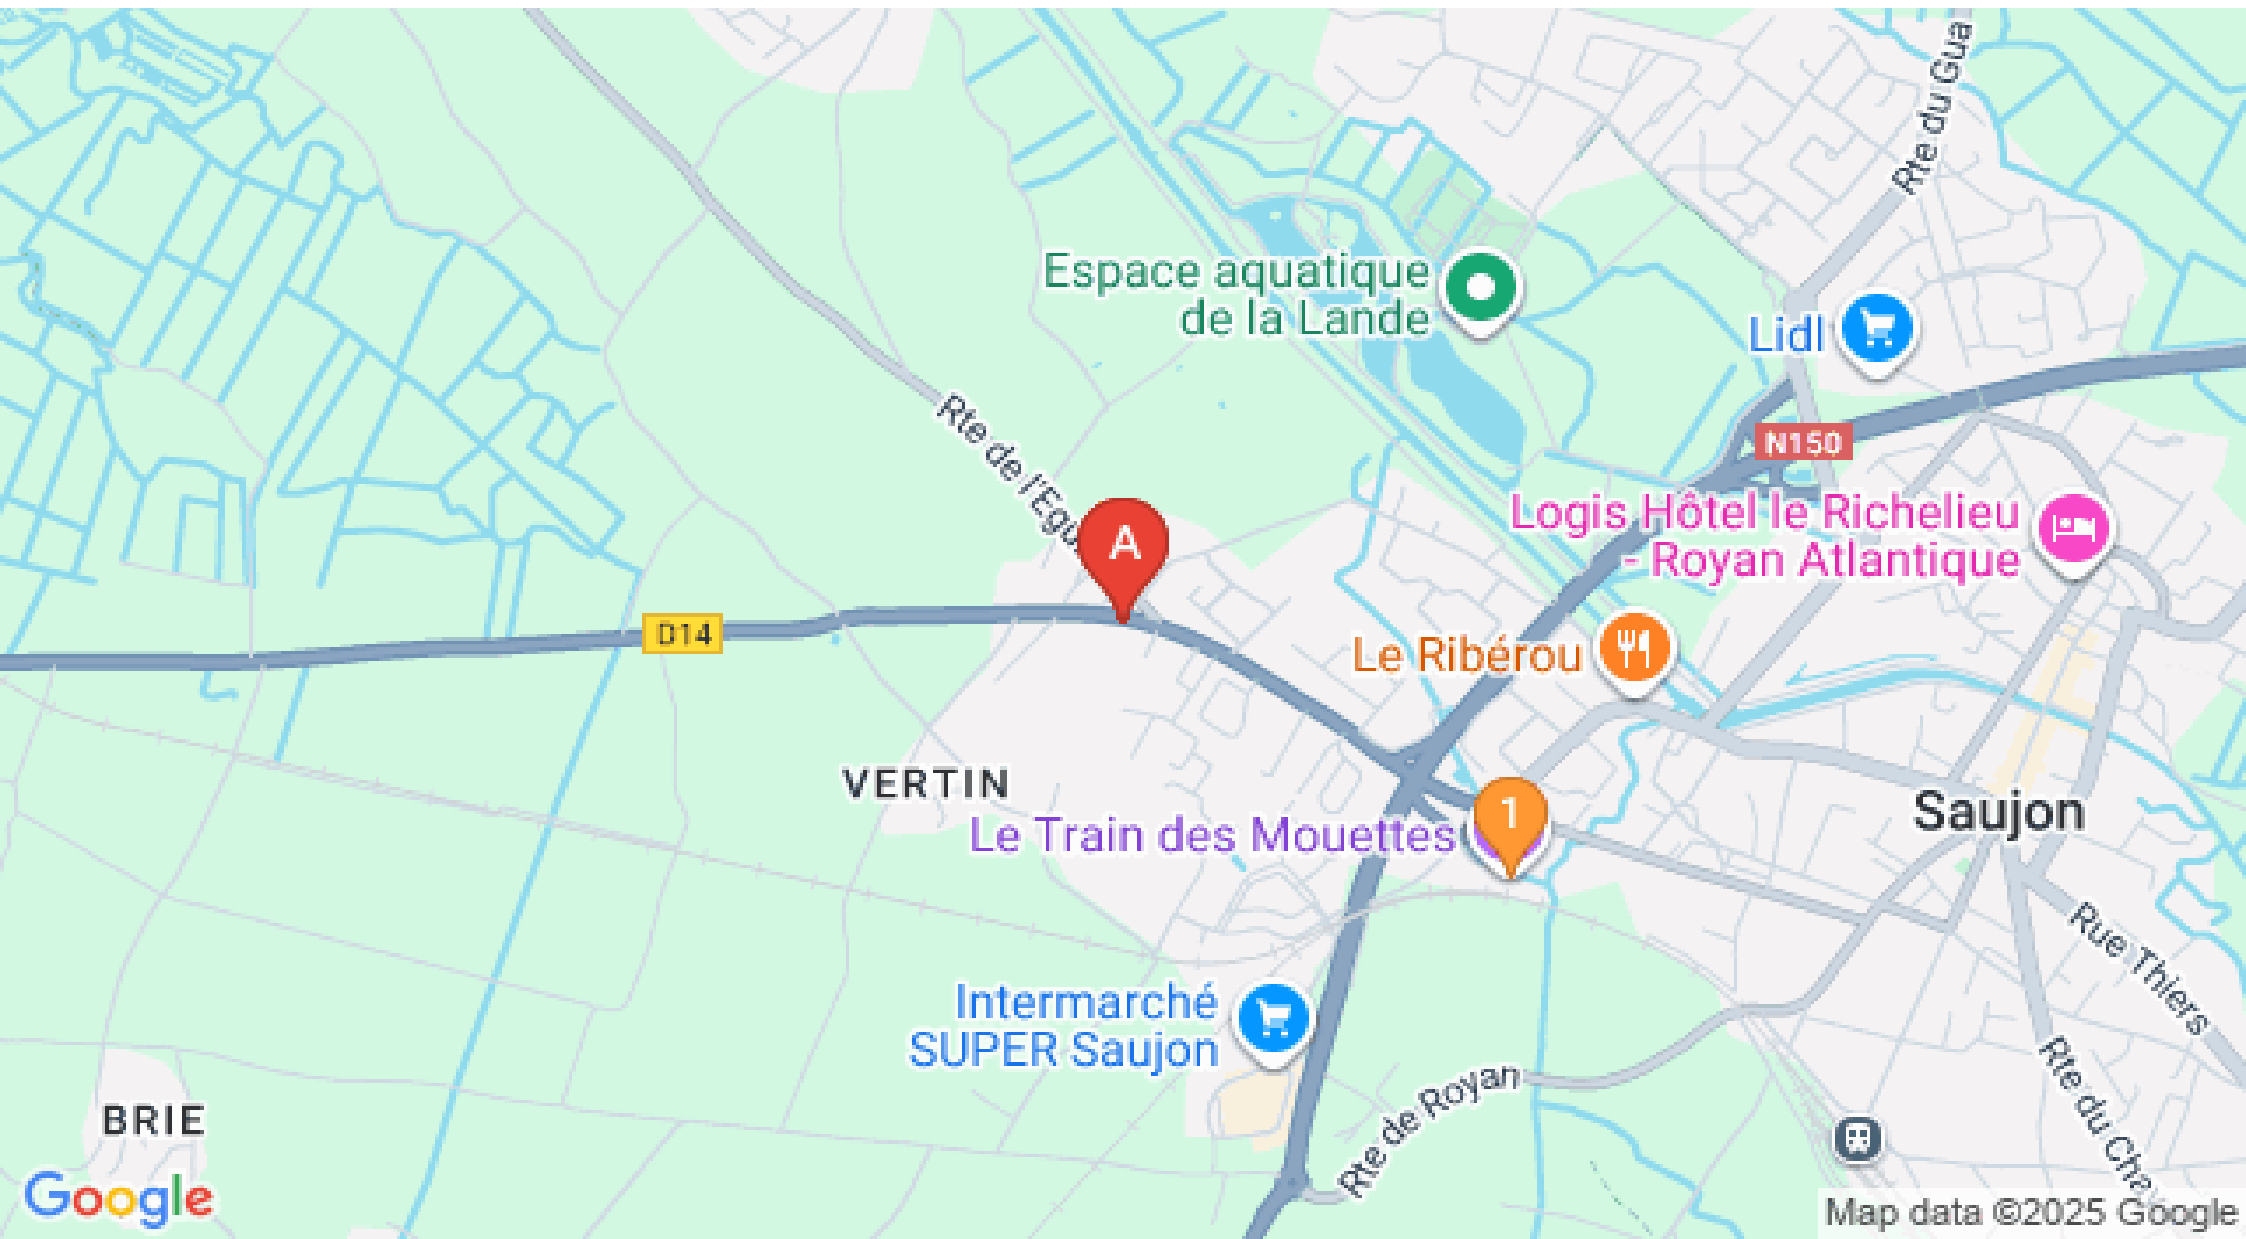 Rte du Gua
Espace aquatique
de la Lande
Lidl
Rte de l'Egu
N150
A
Logis Hôtel le Richelieu
- Royan Atlantique
D14
Le Ribérou
VERTIN
1
Saujon
Le Train des Mouettes
Rue Thiers
Intermarché
SUPER Saujon
Rte de Royan
Rte du Cha
BRIE
Google
Map data ©2025 Google